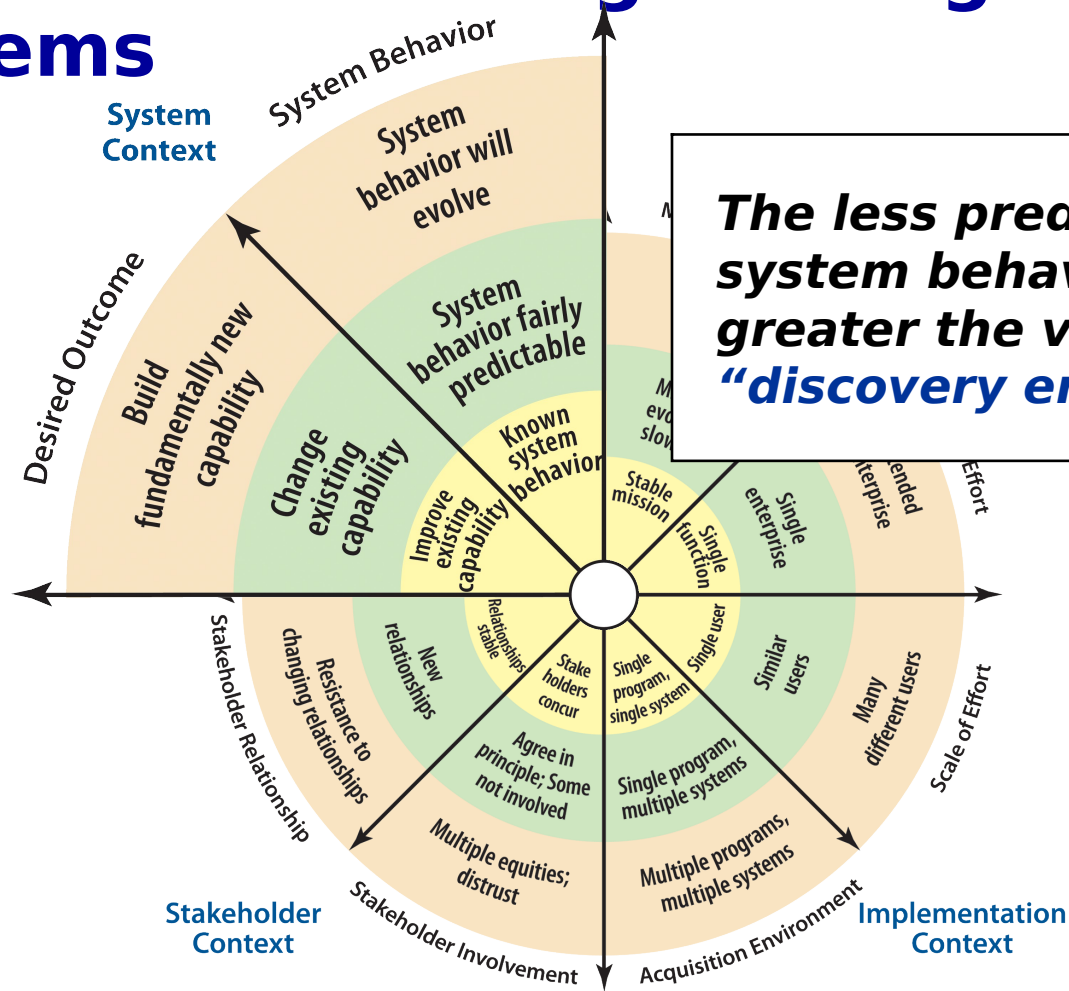 ems
System
Context
System Behavior
System
behavior will
evolve
The less pred
system behav
greater the v
“discovery en
Desired Outcome
Build
fundamentally new
capability
System
behavior fairly
predictable
Change
existing
capability
Known
system
behavior
Improve
existing
capability
Stable
mission
Single
function
Single
enterprise
Effort
Relationships
stable
New
relationships
Resistance to
changing relationships
Stakeholder Relationship
Stake
holders
concur
Agree in
principle; Some
not involved
Multiple equities;
distrust
Stakeholder Involvement
Single
program,
single system
Single program,
multiple systems
Multiple programs,
multiple systems
Acquisition Environment
Single user
Similar
users
Many
different users
Scale of Effort
Stakeholder
Context
Implementation
Context